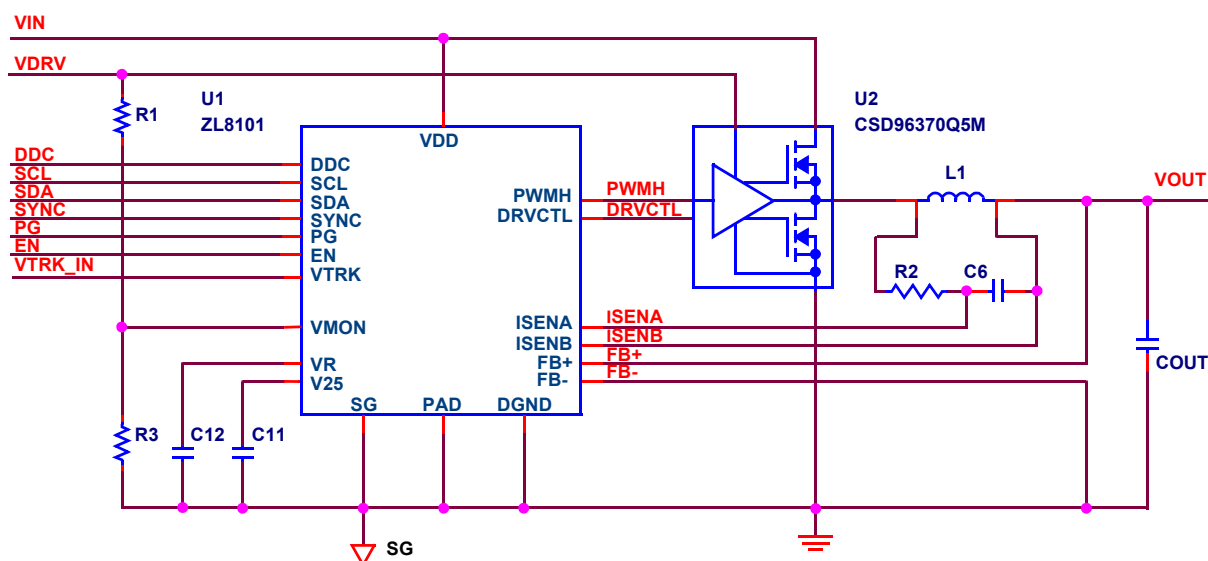 VIN
VDRV
R1
U1
ZL8101
U2
CSD96370Q5M
VDD
DDC
SCL
SDA
SYNC
PG
EN
VTRK_IN
DDC
SCL
SDA
SYNC
PG
EN
VTRK
VMON
VR
V25
PWMH
DRVCTL
PWMH
DRVCTL
L1
VOUT
R2
C6
ISENA
ISENB
FB+
FB-
ISENA
ISENB
FB+
FB-
COUT
SG
PAD
DGND
R3
C12
C11
SG